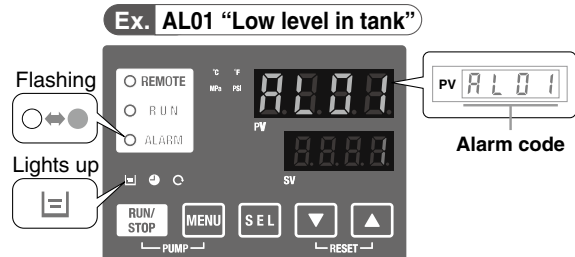 Ex. AL01 “Low level in tank”
Flashing
REMOTE
RUN
ALARM
°C °F
MPa PSI
AL01
PV
PV AL01
Alarm code
8.8.8.1
SV
Lights up
RUN/
STOP
MENU
SEL
PUMP
RESET